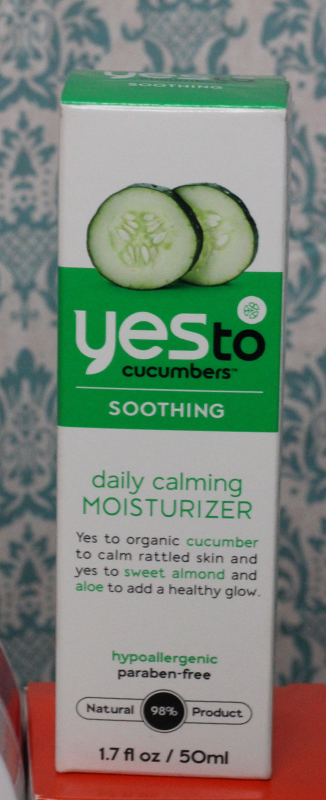 yes to
SOOTHING
yesto
cucumbers™
SOOTHING
daily calming
MOISTURIZER
Yes to organic cucumber
to calm rattled skin and
yes to sweet almond and
aloe to add a healthy glow.
hypoallergenic
paraben-free
Natural 98% Product
1.7 fl oz / 50ml